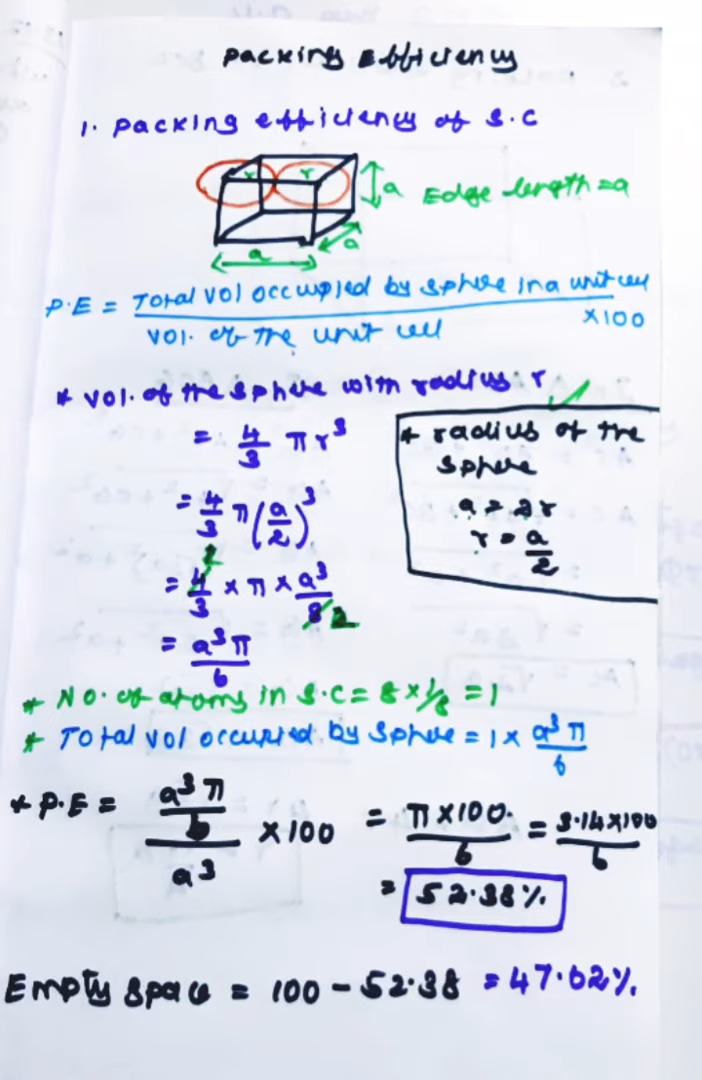 packing efficiency
1. packing efficiency of S.C
r r
a Edge length = a
a
a
P.E = Total vol occupied by sphere in a unit cell
vol. of the unit cell ×100
* vol. of the sphere with radius r
= 4/3 πr³
* radius of the
sphere
a = 2r
r = a/2
= 4/3 π(a/2)³
= 4/3 × π × a³/8 2
= a³π/6
* No. of atoms in S.C = 8 × 1/8 = 1
* Total vol occupied by sphere = 1 × a³π/6
* P.E = a³π/6 / a³ ×100 = π×100/6 = 3.14×100/6
= 52.38%
Empty space = 100 - 52.38 = 47.62%